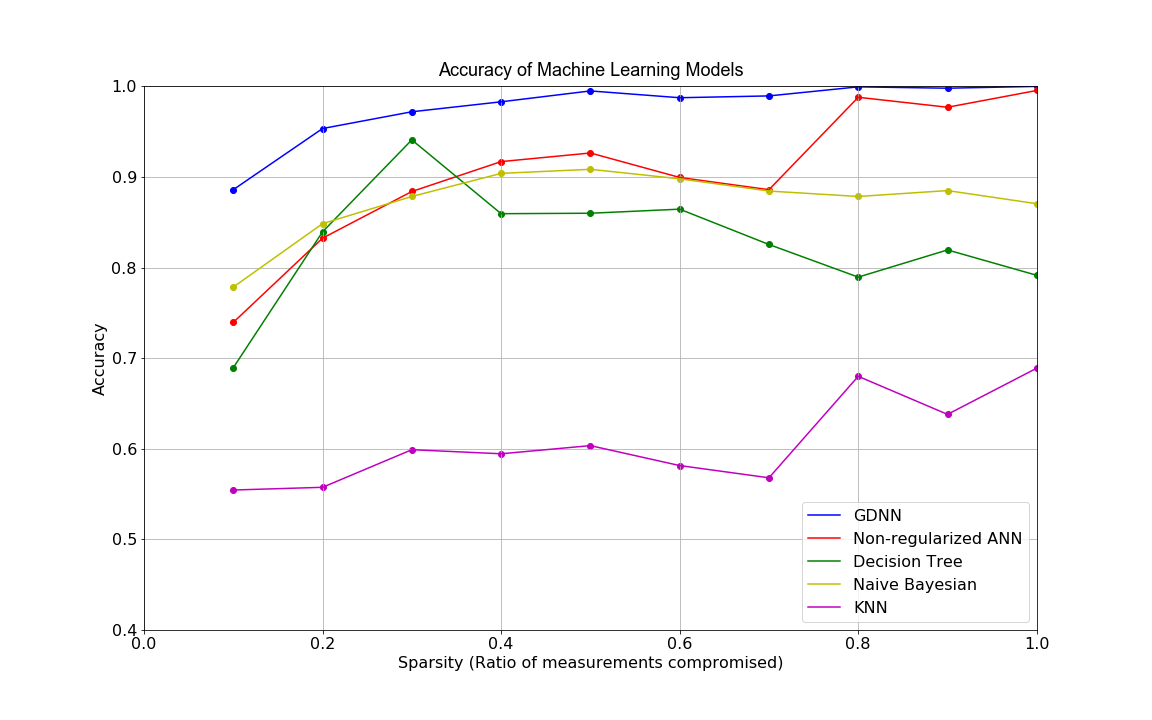 Accuracy of Machine Learning Models
1.0
0.9
0.8
0.7
0.6
0.5
0.4
Accuracy
0.0 0.2 0.4 0.6 0.8 1.0
Sparsity (Ratio of measurements compromised)
GDNN
Non-regularized ANN
Decision Tree
Naive Bayesian
KNN